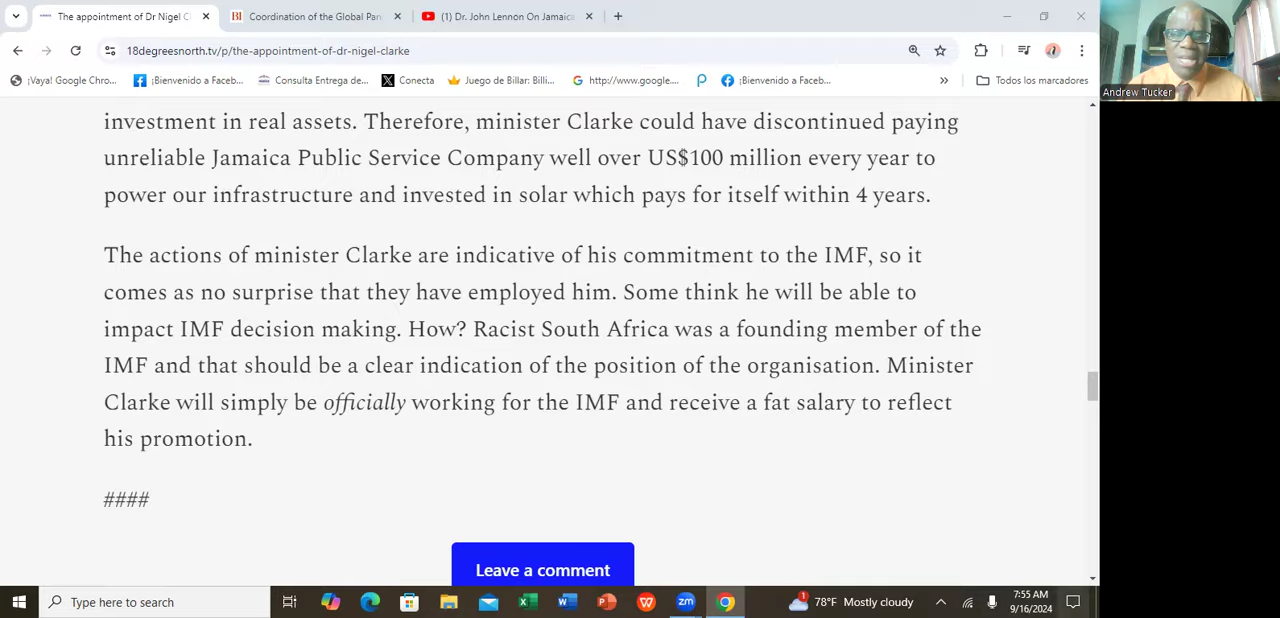 The appointment of Dr Nigel C
Coordination of the Global Pan
(1) Dr. John Lennon On Jamaica
18degreesnorth.tv/p/the-appointment-of-dr-nigel-clarke
¡Vaya! Google Chro...
¡Bienvenido a Faceb...
Consulta Entrega de...
Conecta
Juego de Billar: Billi...
http://www.google....
¡Bienvenido a Faceb...
Todos los marcadores
Andrew Tucker
investment in real assets. Therefore, minister Clarke could have discontinued paying
unreliable Jamaica Public Service Company well over US$100 million every year to
power our infrastructure and invested in solar which pays for itself within 4 years.
The actions of minister Clarke are indicative of his commitment to the IMF, so it
comes as no surprise that they have employed him. Some think he will be able to
impact IMF decision making. How? Racist South Africa was a founding member of the
IMF and that should be a clear indication of the position of the organisation. Minister
Clarke will simply be officially working for the IMF and receive a fat salary to reflect
his promotion.
####
Leave a comment
Type here to search
78°F Mostly cloudy
7:55 AM
9/16/2024